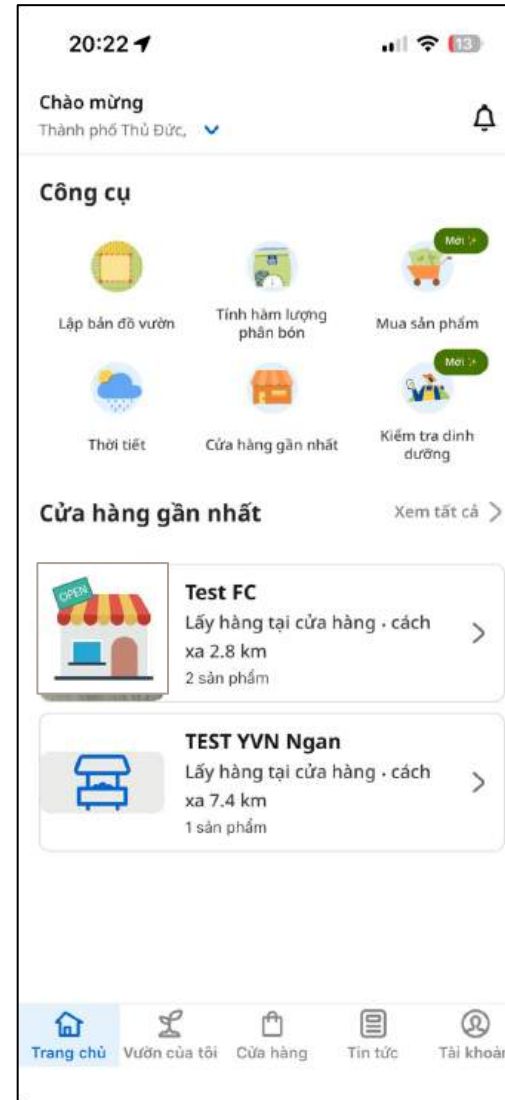 20:22
13
Chào mừng
Thành phố Thủ Đức,
Công cụ
Mới
Lập bản đồ vườn
Tính hàm lượng
phân bón
Mua sản phẩm
Mới
Thời tiết
Cửa hàng gần nhất
Kiểm tra dinh
dưỡng
Cửa hàng gần nhất
Xem tất cả
OPEN
Test FC
Lấy hàng tại cửa hàng · cách
xa 2.8 km
2 sản phẩm
TEST YVN Ngan
Lấy hàng tại cửa hàng · cách
xa 7.4 km
1 sản phẩm
Trang chủ
Vườn của tôi
Cửa hàng
Tin tức
Tài khoản